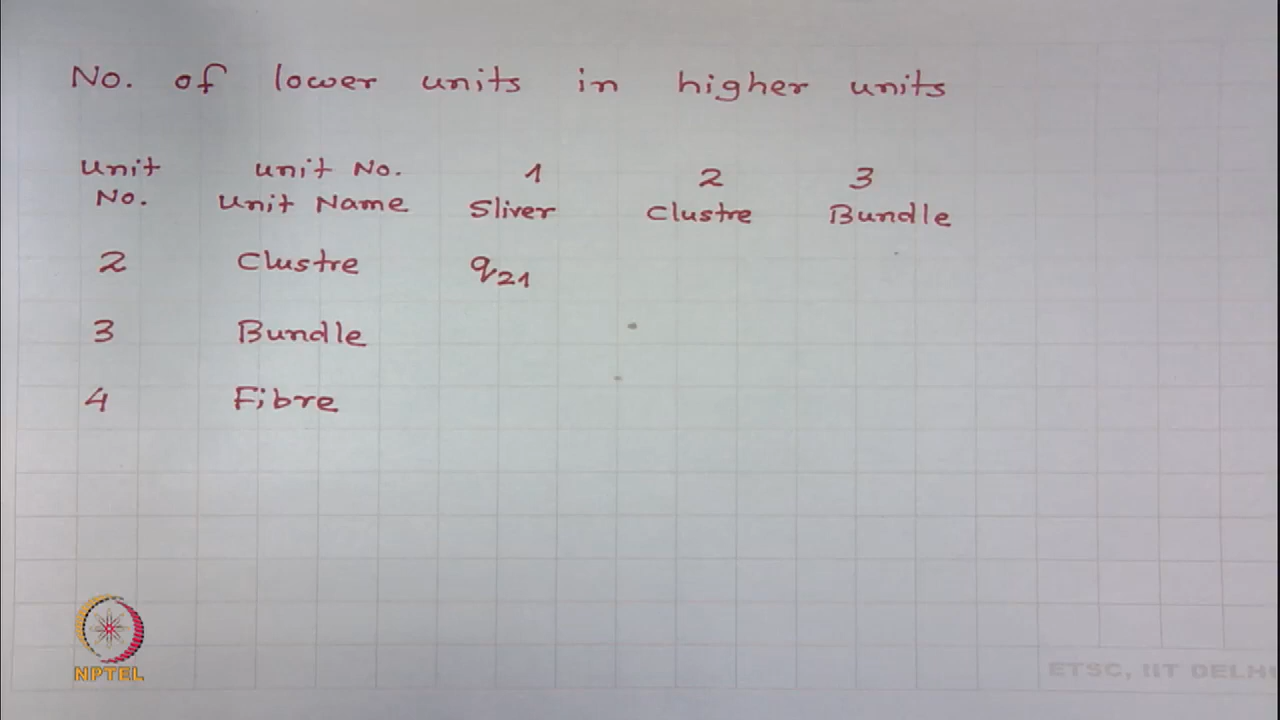 No. of lower units in higher units
Unit No. Unit No. Unit Name 1 Sliver 2 Clustre 3 Bundle
2 Clustre q21
3 Bundle
4 Fibre
NPTEL
ETSC, IIT DELHI